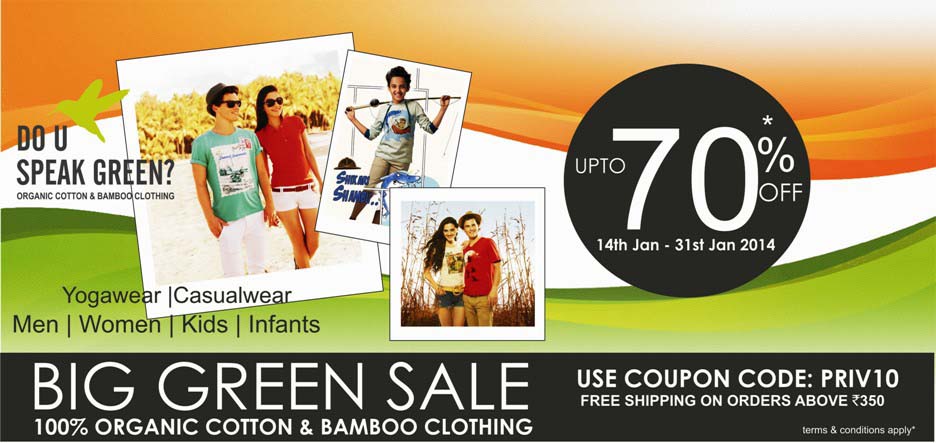 DO U
SPEAK GREEN?
ORGANIC COTTON & BAMBOO CLOTHING
SHIKARI
SHAMBU..
UPTO 70*% OFF
14th Jan - 31st Jan 2014
Yogawear |Casualwear
Men | Women | Kids | Infants
BIG GREEN SALE
100% ORGANIC COTTON & BAMBOO CLOTHING
USE COUPON CODE: PRIV10
FREE SHIPPING ON ORDERS ABOVE ₹350
terms & conditions apply*